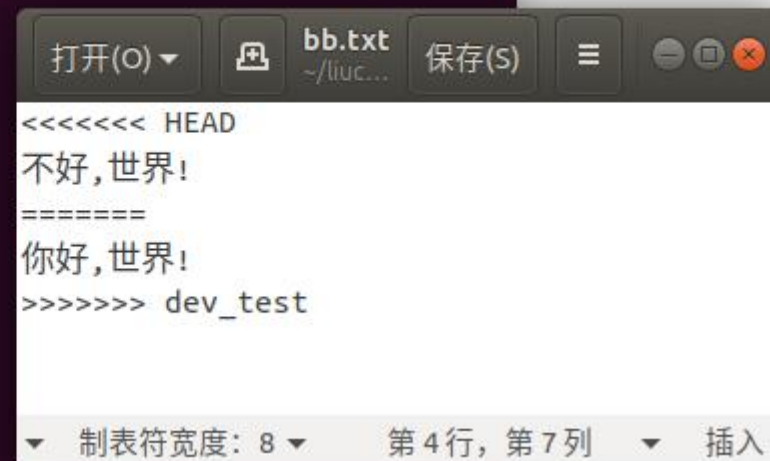 打开(O)
bb.txt
~/liuc...
保存(S)
<<<<<<< HEAD
不好,世界!
=======
你好,世界!
>>>>>>> dev_test
制表符宽度: 8 第 4 行, 第 7 列 插入